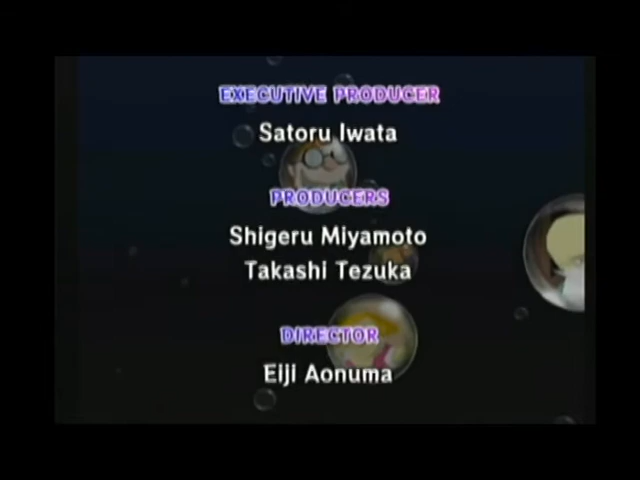 EXECUTIVE PRODUCER
Satoru Iwata
PRODUCERS
Shigeru Miyamoto
Takashi Tezuka
DIRECTOR
Eiji Aonuma